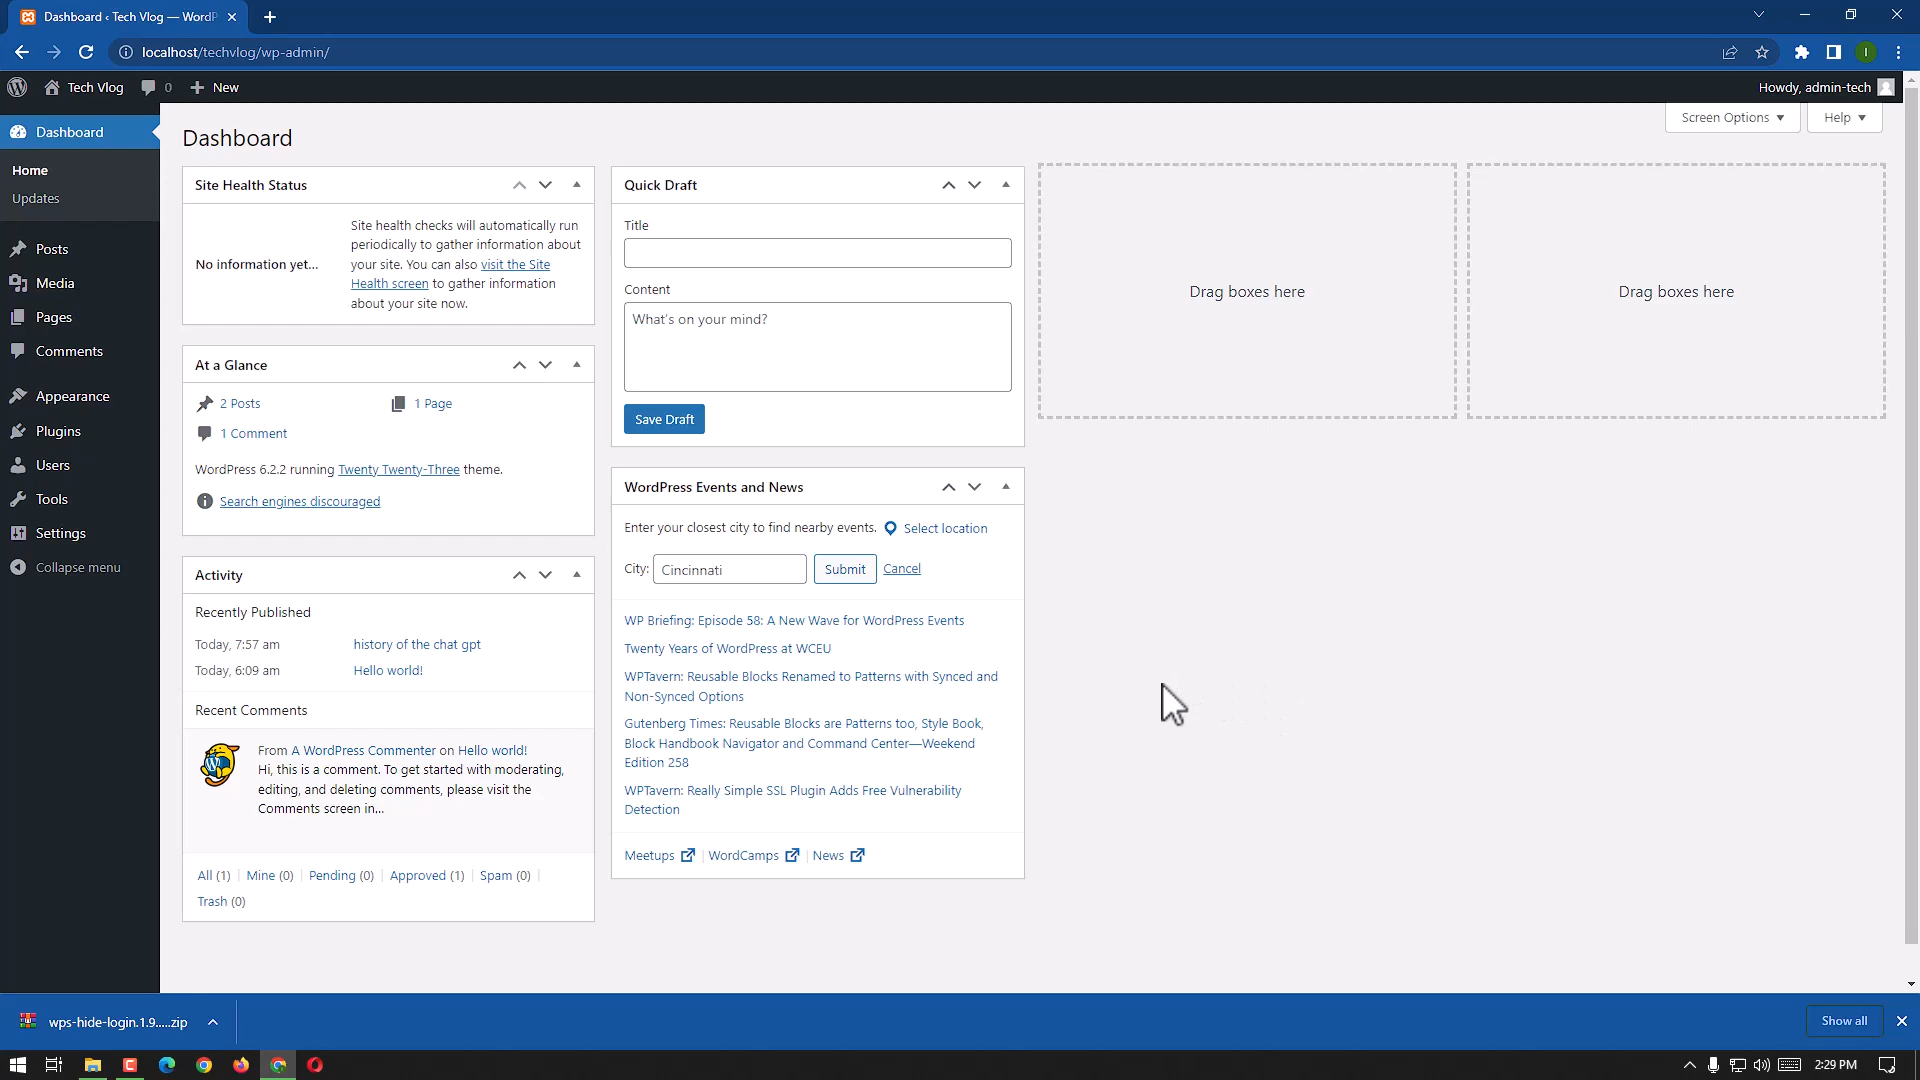 Dashboard ‹ Tech Vlog — WordP
localhost/techvlog/wp-admin/
I
Tech Vlog
0
New
Howdy, admin-tech
Dashboard
Home
Updates
Posts
Media
Pages
Comments
Appearance
Plugins
Users
Tools
Settings
Collapse menu
Screen Options
Help
Dashboard
Site Health Status
No information yet...
Site health checks will automatically run
periodically to gather information about
your site. You can also visit the Site
Health screen to gather information
about your site now.
At a Glance
2 Posts
1 Page
1 Comment
WordPress 6.2.2 running Twenty Twenty-Three theme.
Search engines discouraged
Activity
Recently Published
Today, 7:57 am history of the chat gpt
Today, 6:09 am Hello world!
Recent Comments
From A WordPress Commenter on Hello world!
Hi, this is a comment. To get started with moderating,
editing, and deleting comments, please visit the
Comments screen in...
All (1) | Mine (0) | Pending (0) | Approved (1) | Spam (0) |
Trash (0)
Quick Draft
Title
Content
What's on your mind?
Save Draft
WordPress Events and News
Enter your closest city to find nearby events. Select location
City: Cincinnati Submit Cancel
WP Briefing: Episode 58: A New Wave for WordPress Events
Twenty Years of WordPress at WCEU
WPTavern: Reusable Blocks Renamed to Patterns with Synced and
Non-Synced Options
Gutenberg Times: Reusable Blocks are Patterns too, Style Book,
Block Handbook Navigator and Command Center—Weekend
Edition 258
WPTavern: Really Simple SSL Plugin Adds Free Vulnerability
Detection
Meetups | WordCamps | News
Drag boxes here
Drag boxes here
wps-hide-login.1.9.....zip
Show all
2:29 PM